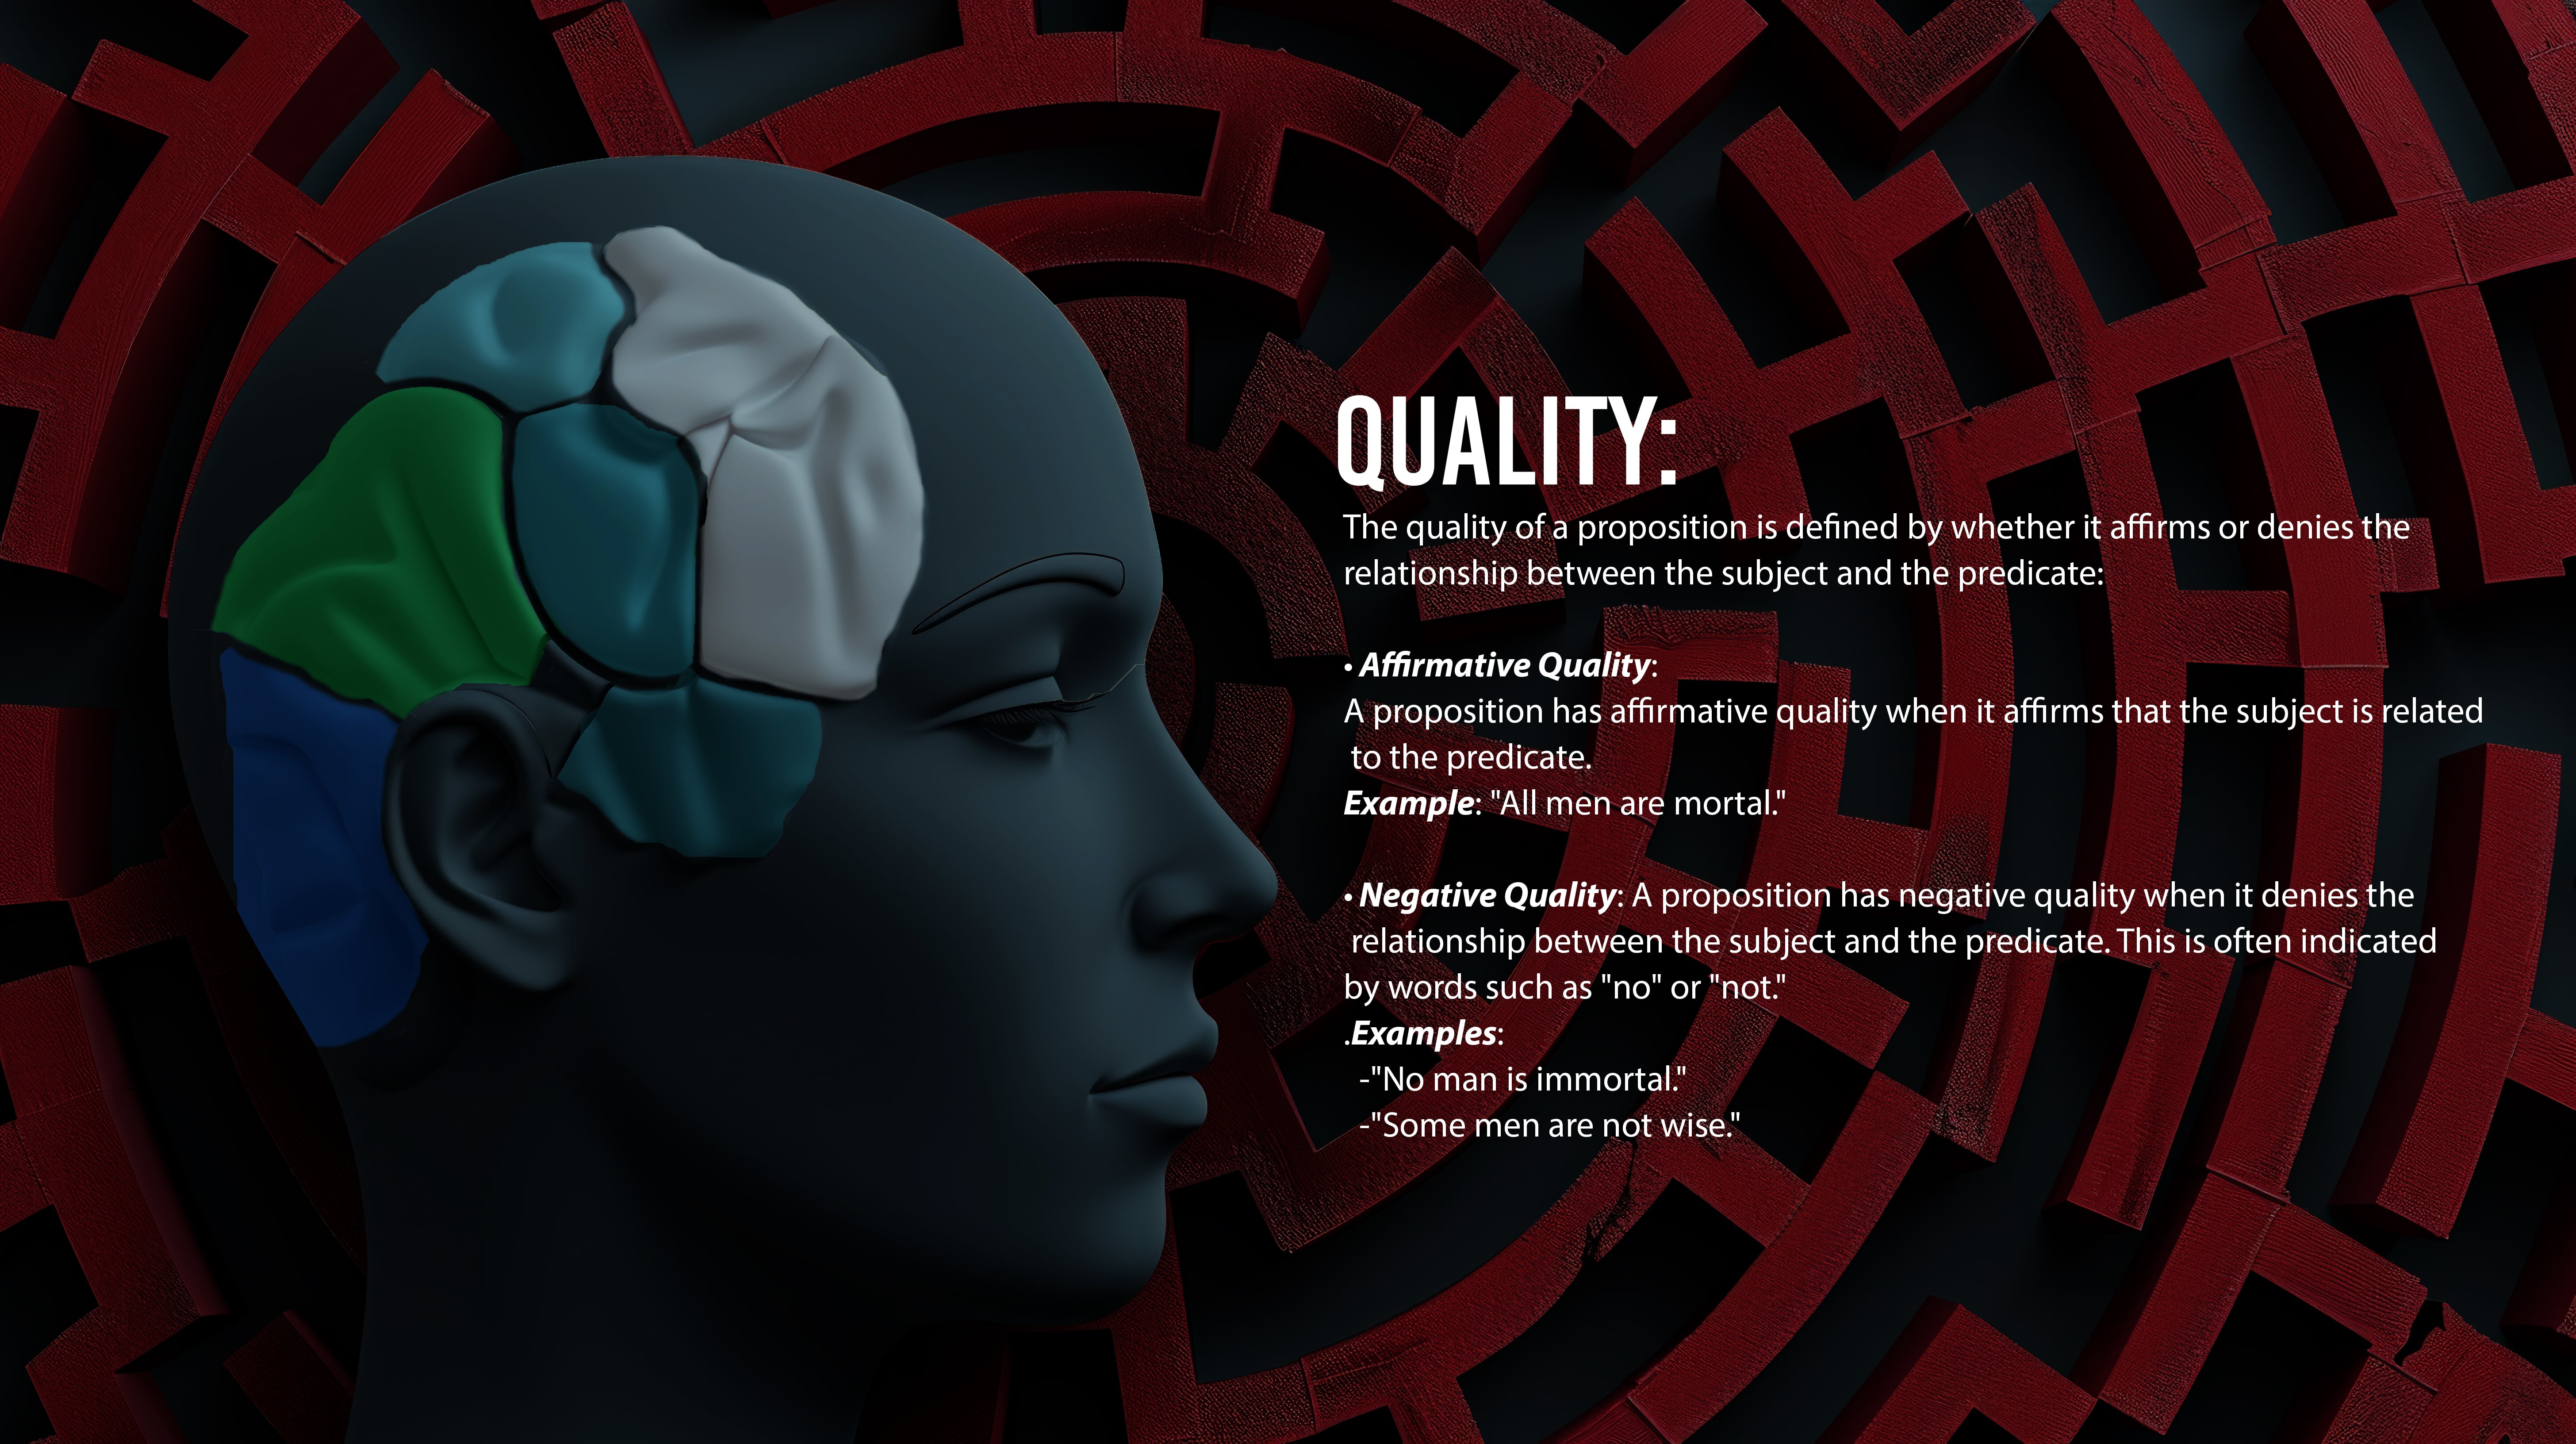 QUALITY:
The quality of a proposition is defined by whether it affirms or denies the
relationship between the subject and the predicate:
• Affirmative Quality:
A proposition has affirmative quality when it affirms that the subject is related
to the predicate.
Example: "All men are mortal."
• Negative Quality: A proposition has negative quality when it denies the
relationship between the subject and the predicate. This is often indicated
by words such as "no" or "not."
.Examples:
-"No man is immortal."
-"Some men are not wise."